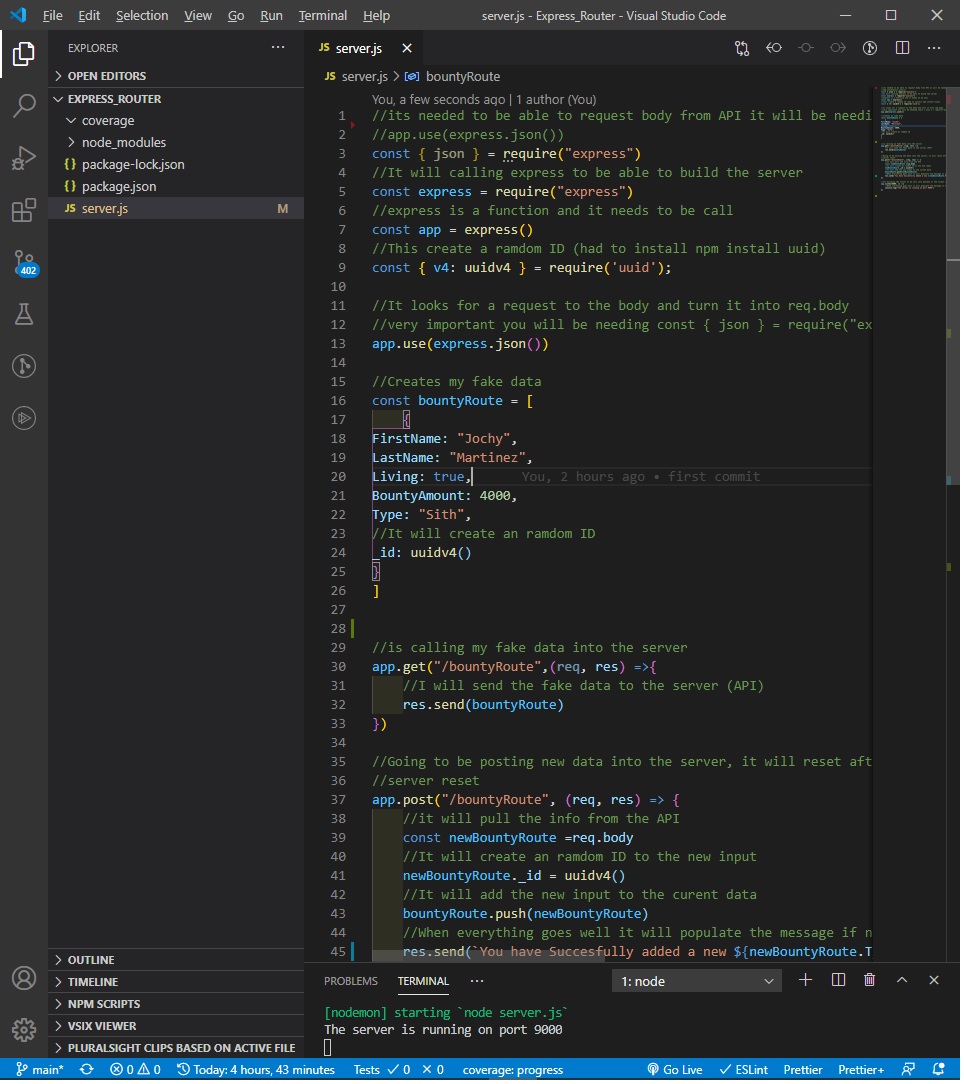 File Edit Selection View Go Run Terminal Help server.js - Express_Router - Visual Studio Code
EXPLORER
OPEN EDITORS
EXPRESS_ROUTER
coverage
node_modules
{} package-lock.json
{} package.json
JS server.js M
402
OUTLINE
TIMELINE
NPM SCRIPTS
VSIX VIEWER
PLURALSIGHT CLIPS BASED ON ACTIVE FILE
JS server.js
JS server.js > bountyRoute
You, a few seconds ago | 1 author (You)
1 //its needed to be able to request body from API it will be needi
2 //app.use(express.json())
3 const { json } = require("express")
4 //It will calling express to be able to build the server
5 const express = require("express")
6 //express is a function and it needs to be call
7 const app = express()
8 //This create a ramdom ID (had to install npm install uuid)
9 const { v4: uuidv4 } = require('uuid');
10
11 //It looks for a request to the body and turn it into req.body
12 //very important you will be needing const { json } = require("ex
13 app.use(express.json())
14
15 //Creates my fake data
16 const bountyRoute = [
17 {
18 FirstName: "Jochy",
19 LastName: "Martinez",
20 Living: true, You, 2 hours ago • first commit
21 BountyAmount: 4000,
22 Type: "Sith",
23 //It will create an ramdom ID
24 _id: uuidv4()
25 }
26 ]
27
28
29 //is calling my fake data into the server
30 app.get("/bountyRoute",(req, res) =>{
31 //I will send the fake data to the server (API)
32 res.send(bountyRoute)
33 })
34
35 //Going to be posting new data into the server, it will reset aft
36 //server reset
37 app.post("/bountyRoute", (req, res) => {
38 //it will pull the info from the API
39 const newBountyRoute =req.body
40 //It will create an ramdom ID to the new input
41 newBountyRoute._id = uuidv4()
42 //It will add the new input to the curent data
43 bountyRoute.push(newBountyRoute)
44 //When everything goes well it will populate the message if n
45 res.send(`You have Succesfully added a new ${newBountyRoute.T
PROBLEMS TERMINAL ··· 1: node
[nodemon] starting `node server.js`
The server is running on port 9000
main* 0 0 Today: 4 hours, 43 minutes Tests 0 0 coverage: progress Go Live ESLint Prettier Prettier+